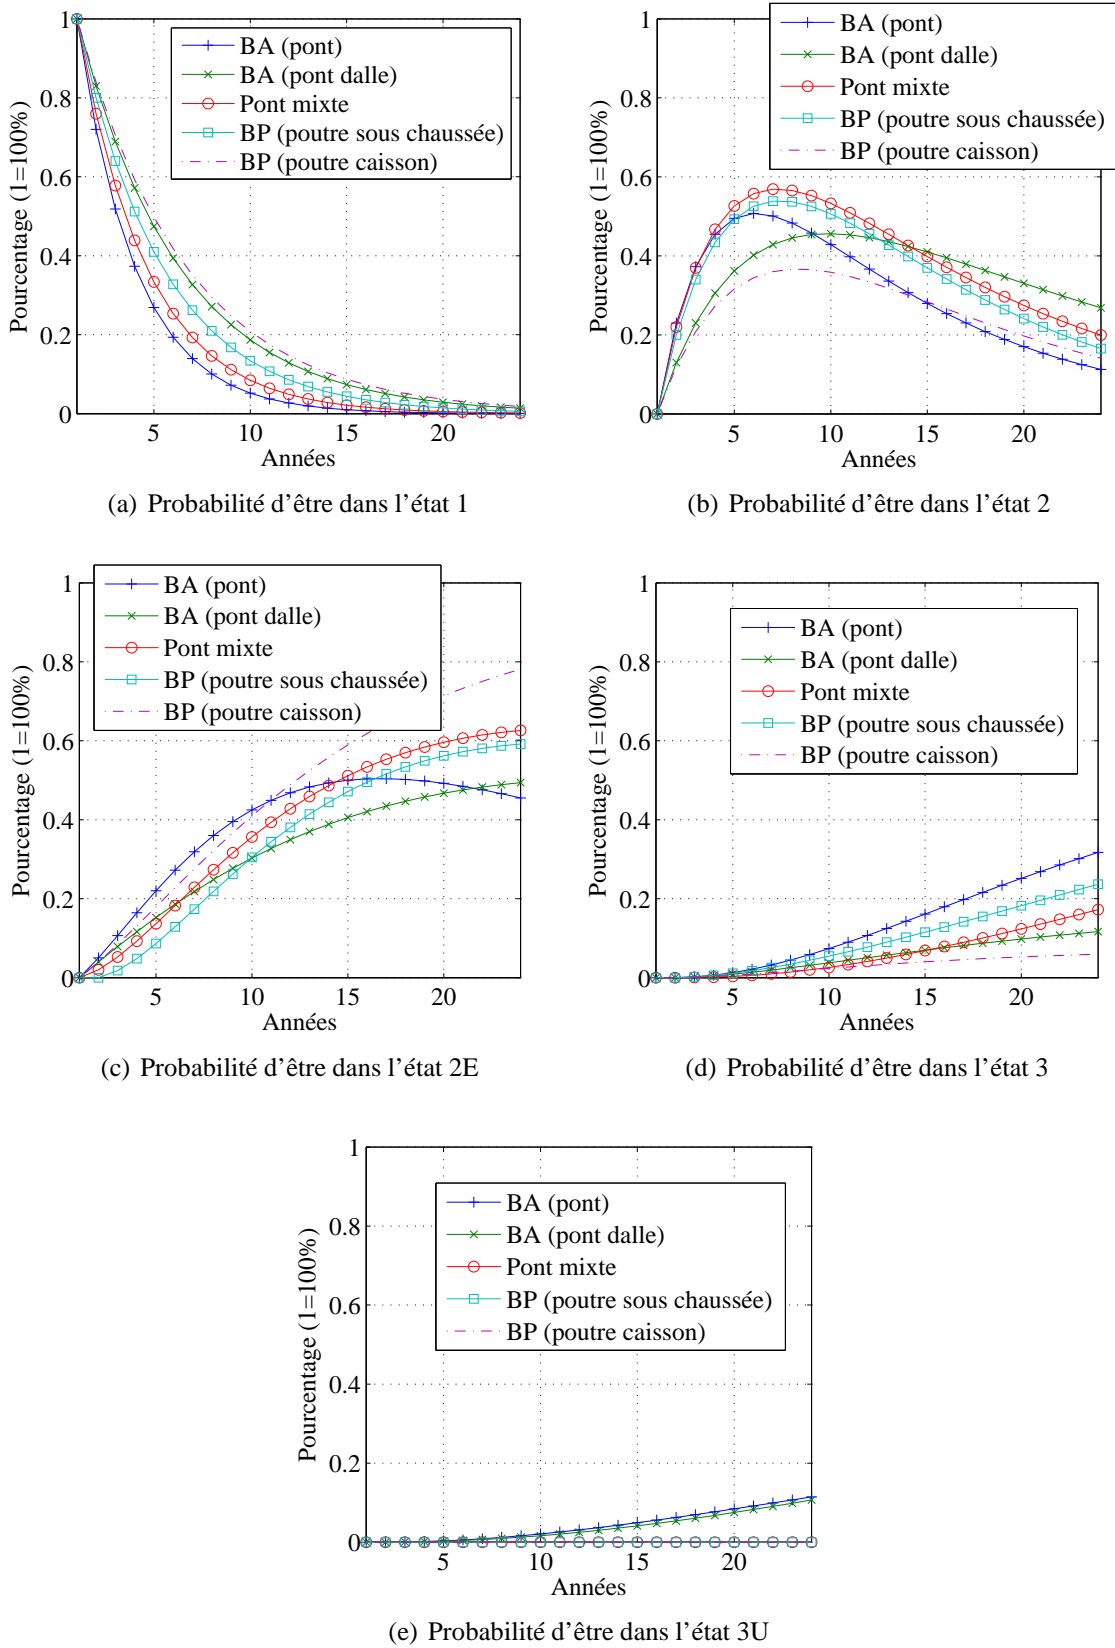 1
0.8
0.6
0.4
0.2
0
Pourcentage (1=100%)
BA (pont)
BA (pont dalle)
Pont mixte
BP (poutre sous chaussée)
BP (poutre caisson)
5 10 15 20
Années
(a) Probabilité d'être dans l'état 1
1
0.8
0.6
0.4
0.2
0
Pourcentage (1=100%)
BA (pont)
BA (pont dalle)
Pont mixte
BP (poutre sous chaussée)
BP (poutre caisson)
5 10 15 20
Années
(b) Probabilité d'être dans l'état 2
1
0.8
0.6
0.4
0.2
0
Pourcentage (1=100%)
BA (pont)
BA (pont dalle)
Pont mixte
BP (poutre sous chaussée)
BP (poutre caisson)
5 10 15 20
Années
(c) Probabilité d'être dans l'état 2E
1
0.8
0.6
0.4
0.2
0
Pourcentage (1=100%)
BA (pont)
BA (pont dalle)
Pont mixte
BP (poutre sous chaussée)
BP (poutre caisson)
5 10 15 20
Années
(d) Probabilité d'être dans l'état 3
1
0.8
0.6
0.4
0.2
0
Pourcentage (1=100%)
BA (pont)
BA (pont dalle)
Pont mixte
BP (poutre sous chaussée)
BP (poutre caisson)
5 10 15 20
Années
(e) Probabilité d'être dans l'état 3U